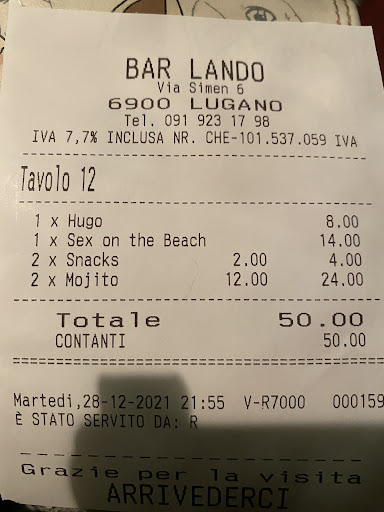 BAR LANDO
Via Simen 6
6900 LUGANO
Tel. 091 923 17 98
IVA 7,7% INCLUSA NR. CHE-101.537.059 IVA
Tavolo 12
1 x Hugo 8.00
1 x Sex on the Beach 14.00
2 x Snacks 2.00 4.00
2 x Mojito 12.00 24.00
Totale 50.00
CONTANTI 50.00
Martedi,28-12-2021 21:55 V-R7000 000159
È STATO SERVITO DA: R
Grazie per la visita
ARRIVEDERCI